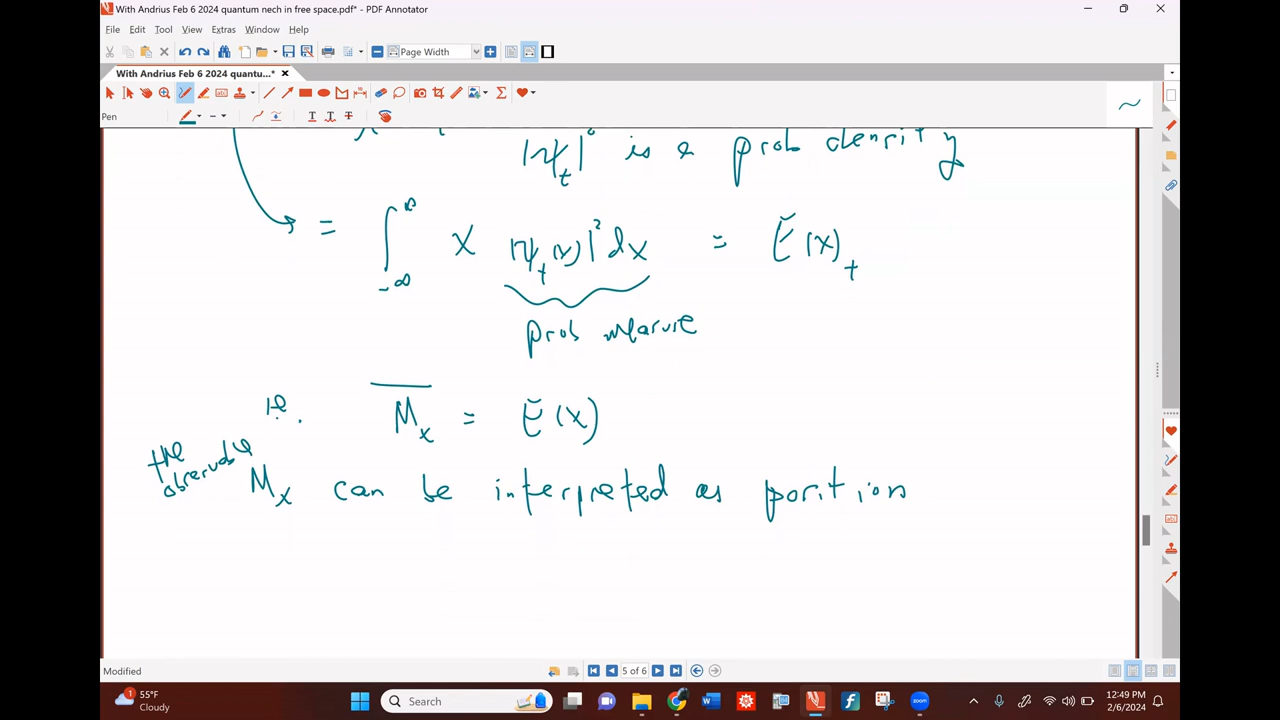 With Andrius Feb 6 2024 quantum nech in free space.pdf* - PDF Annotator
File Edit Tool View Extras Window Help
Page Width
With Andrius Feb 6 2024 quantu...*
Pen
|ψ_t|² is a prob density
= ∫_{-∞}^{∞} x |ψ_t(x)|² dx = E(x)_t
prob measure
i.e. M_x = E(x)
the observable M_x can be interpreted as position
Modified
5 of 6
55°F
Cloudy
Search
12:49 PM
2/6/2024